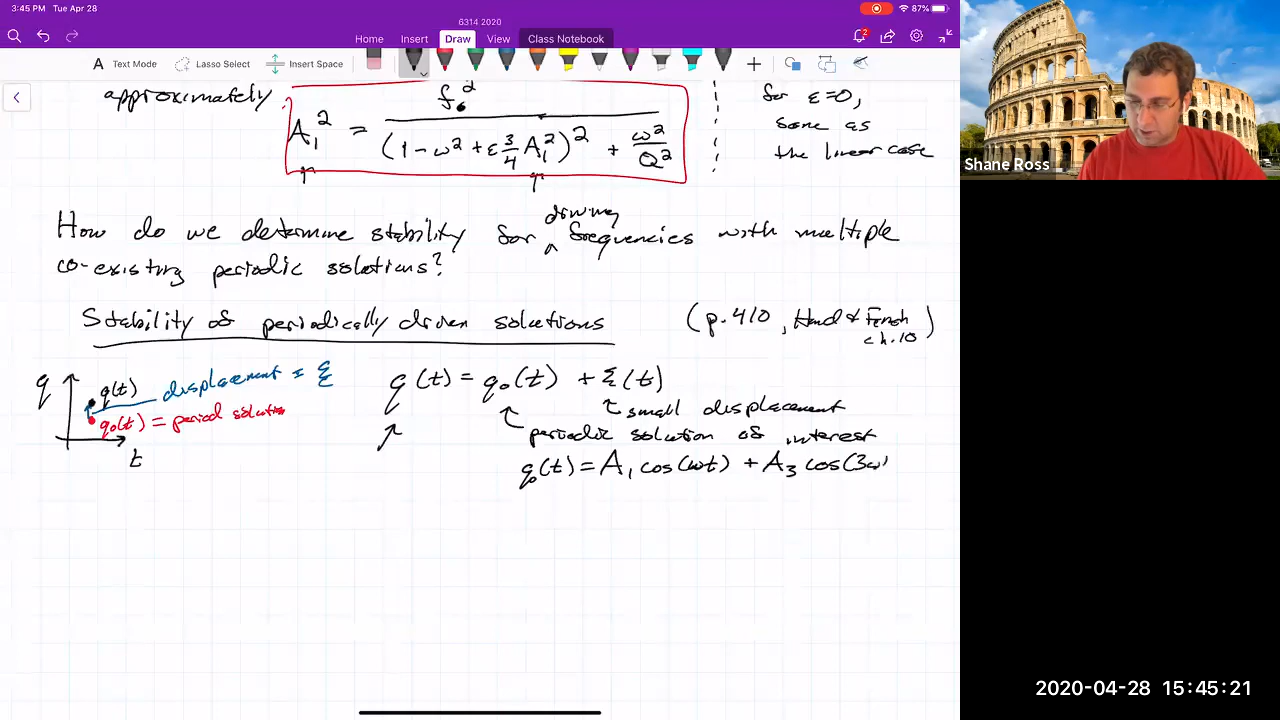 3:45 PM Tue Apr 28
87%
6314 2020
Home Insert Draw View Class Notebook
2
A Text Mode Lasso Select Insert Space
approximately
A₁² = f₀² / ((1 - ω² + ε 3/4 A₁²)² + ω²/Q²)
for ε=0,
same as
the linear case
Shane Ross
driving
How do we determine stability for ^ frequencies with multiple
co-existing periodic solutions?
Stability of periodically driven solutions (p. 410, Hand & Finch
ch. 10)
q
q(t) displacement = ξ
q₀(t) = period solution
t
q(t) = q₀(t) + ξ(t)
small displacement
periodic solution of interest
q₀(t) = A₁ cos(ωt) + A₃ cos(3ω
2020-04-28 15:45:21